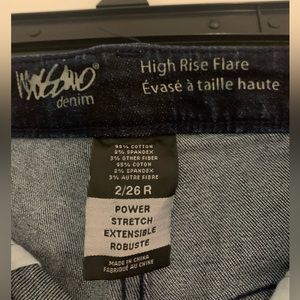 MOSSIMO
denim
High Rise Flare
Évasé à taille haute
95% COTTON
2% SPANDEX
3% OTHER FIBER
95% COTON
2% SPANDEX
3% AUTRE FIBRE
2/26 R
POWER
STRETCH
EXTENSIBLE
ROBUSTE
MADE IN CHINA
FABRIQUÉ AU CHINE